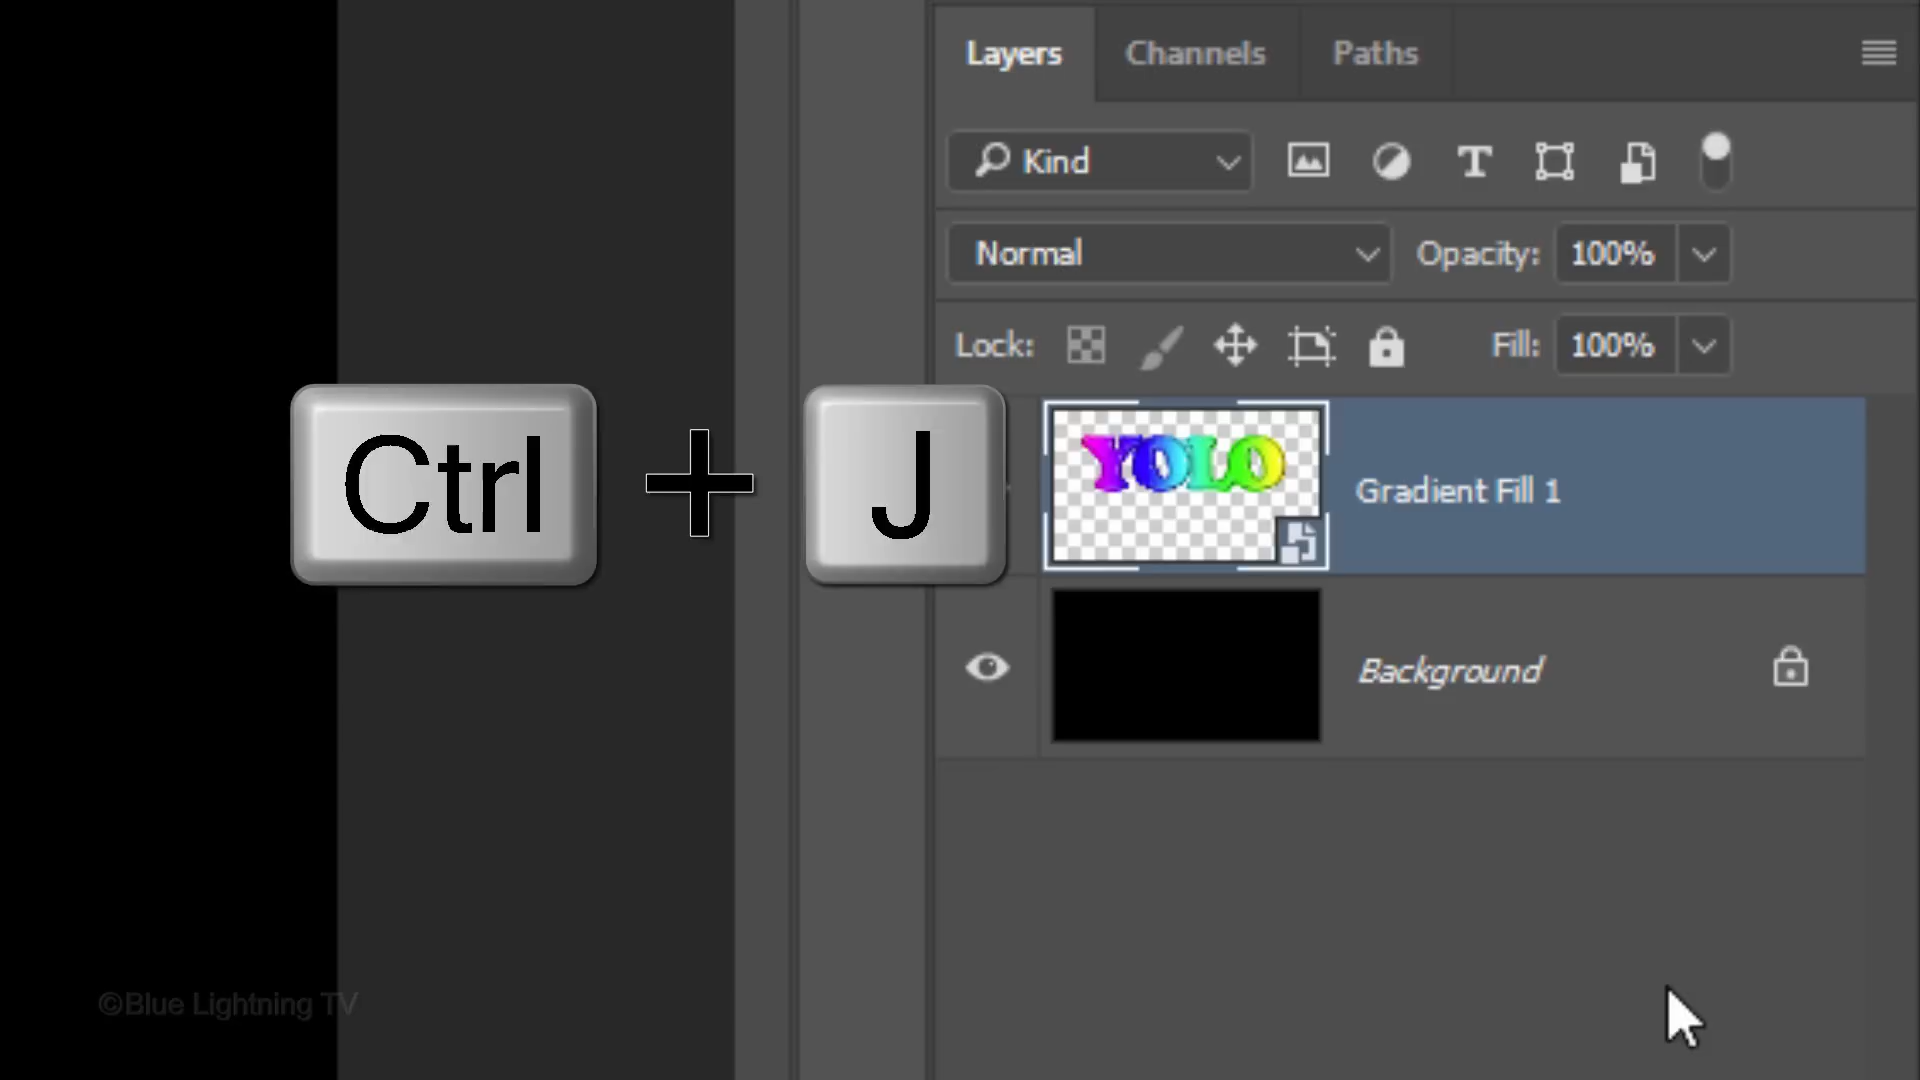 Layers Channels Paths
Kind
Normal Opacity: 100%
Lock: Fill: 100%
Ctrl + J
YOLO
Gradient Fill 1
Background
©Blue Lightning TV